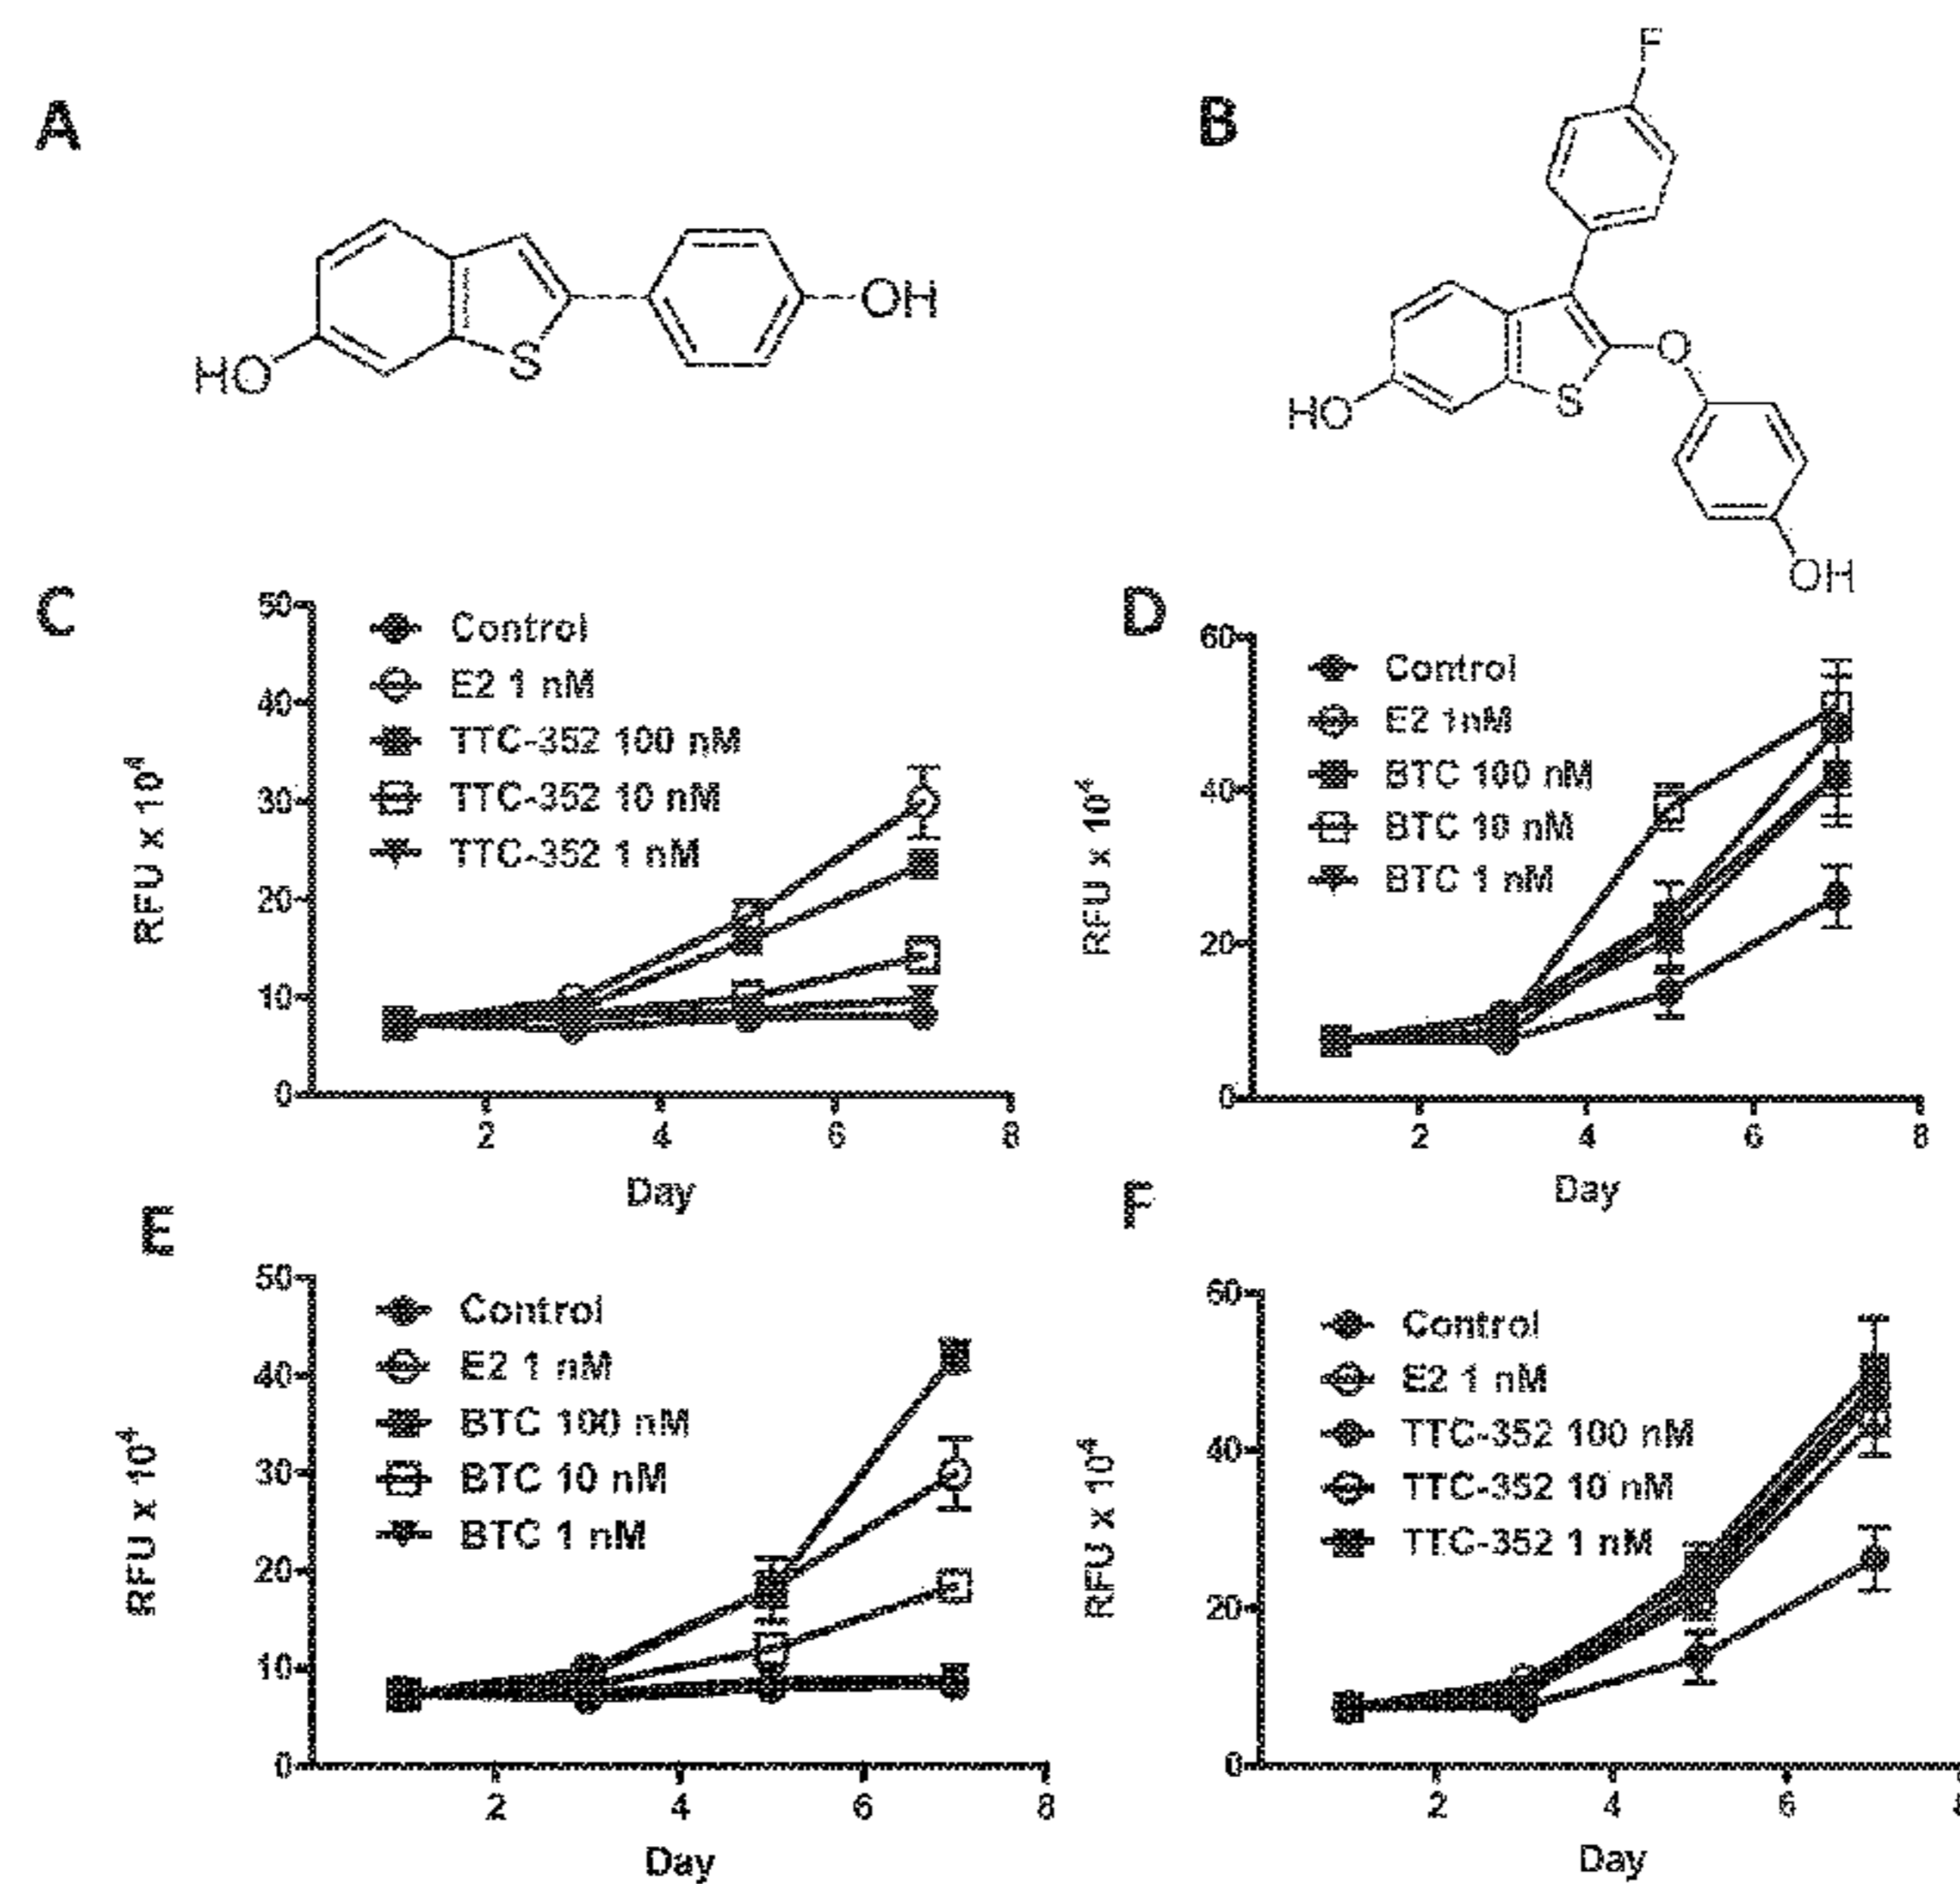 A
B
F
OH
HO
S
O
HO
S
OH
C
50
40
30
20
10
0
RFU x 10⁴
Control
E2 1 nM
TTC-352 100 nM
TTC-352 10 nM
TTC-352 1 nM
2 4 6 8
Day
D
60
40
20
0
RFU x 10⁴
Control
E2 1nM
BTC 100 nM
BTC 10 nM
BTC 1 nM
2 4 6 8
Day
E
50
40
30
20
10
0
RFU x 10⁴
Control
E2 1 nM
BTC 100 nM
BTC 10 nM
BTC 1 nM
2 4 6 8
Day
F
60
40
20
0
RFU x 10⁴
Control
E2 1 nM
TTC-352 100 nM
TTC-352 10 nM
TTC-352 1 nM
2 4 6
Day